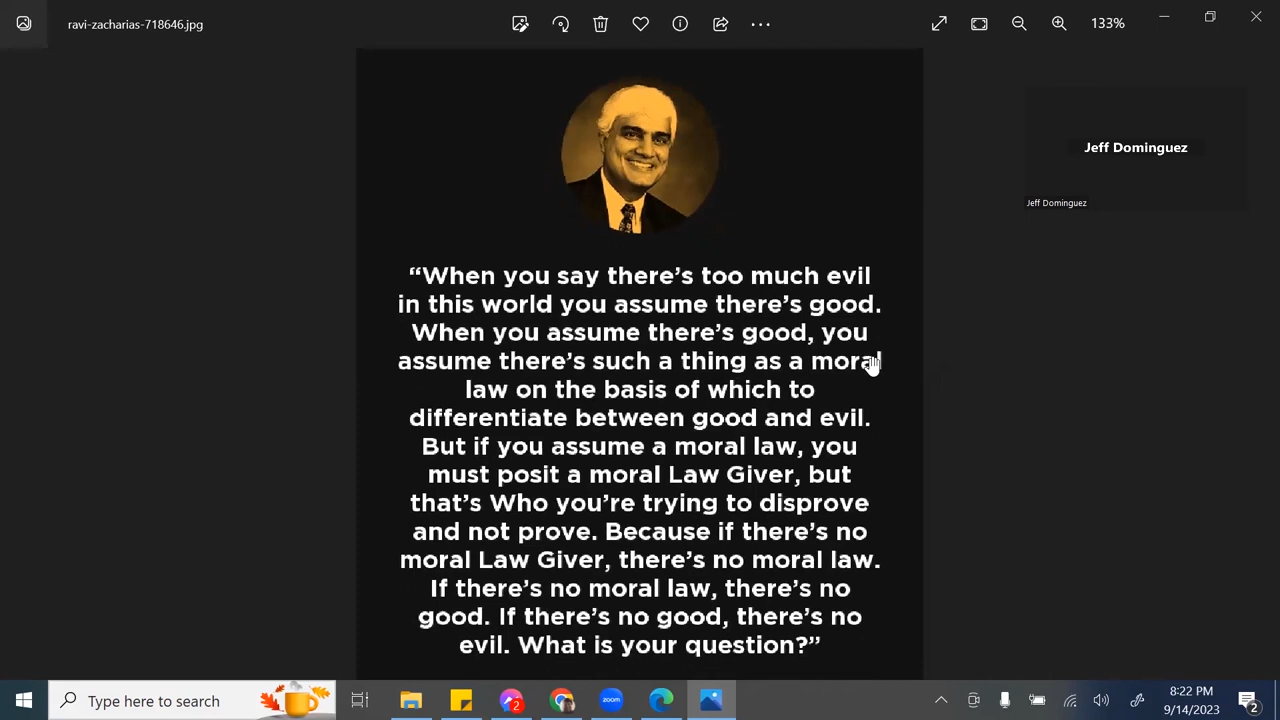 ravi-zacharias-718646.jpg
133%
Jeff Dominguez
Jeff Dominguez
“When you say there’s too much evil
in this world you assume there’s good.
When you assume there’s good, you
assume there’s such a thing as a moral
law on the basis of which to
differentiate between good and evil.
But if you assume a moral law, you
must posit a moral Law Giver, but
that’s Who you’re trying to disprove
and not prove. Because if there’s no
moral Law Giver, there’s no moral law.
If there’s no moral law, there’s no
good. If there’s no good, there’s no
evil. What is your question?”
Type here to search
2
zoom
8:22 PM
9/14/2023
2